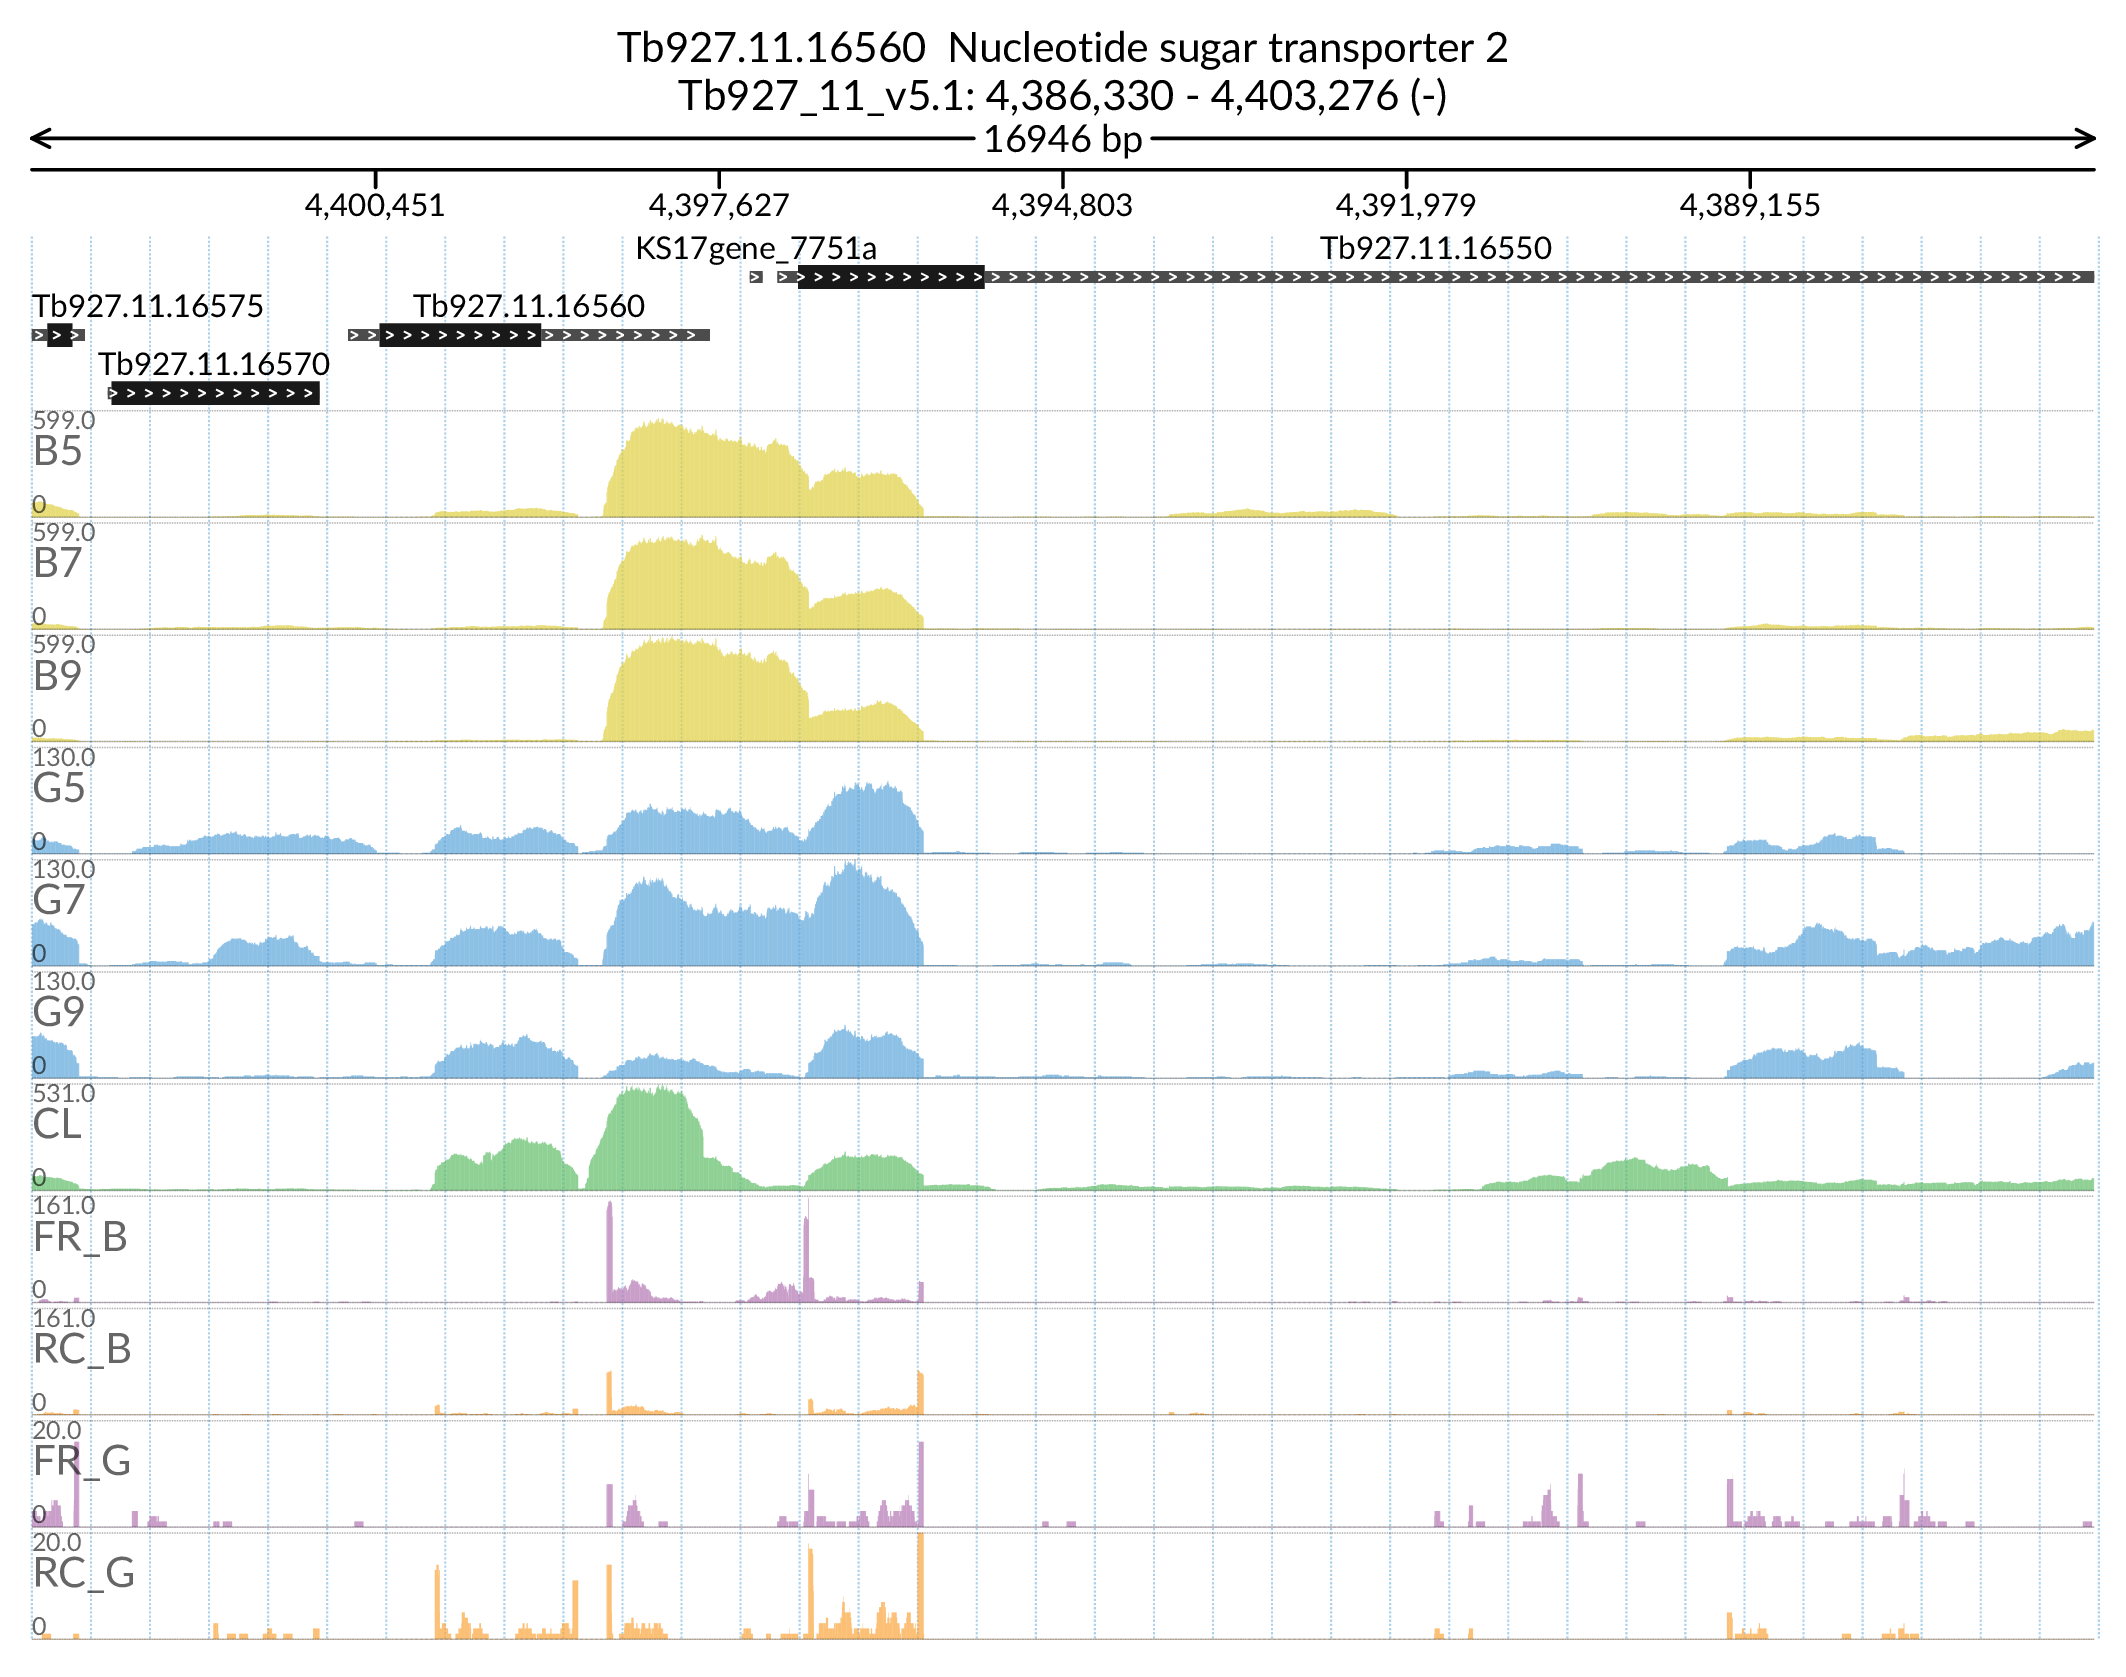 Tb927.11.16560  Nucleotide sugar transporter 2
Tb927_11_v5.1: 4,386,330 - 4,403,276 (-)
16946 bp
4,400,451 4,397,627 4,394,803 4,391,979 4,389,155
KS17gene_7751a Tb927.11.16550
Tb927.11.16575 Tb927.11.16560
Tb927.11.16570
599.0
B5
0
599.0
B7
0
599.0
B9
0
130.0
G5
0
130.0
G7
0
130.0
G9
0
531.0
CL
0
161.0
FR_B
0
161.0
RC_B
0
20.0
FR_G
0
20.0
RC_G
0